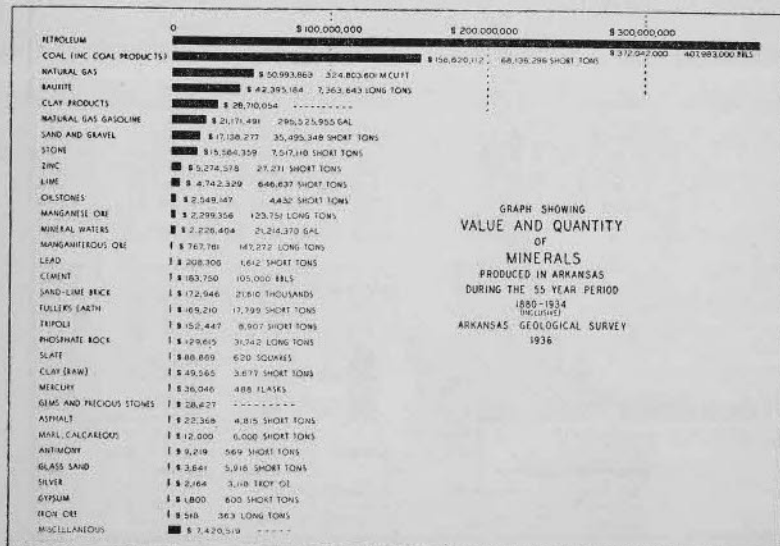 0 $100,000,000 $200,000,000 $300,000,000
PETROLEUM $372,042,000 407,983,000 BBLS
COAL (INC COAL PRODUCTS) $156,620,112 68,139,296 SHORT TONS
NATURAL GAS $50,993,863 324,803,601 M CU FT
BAUXITE $42,395,184 7,363,643 LONG TONS
CLAY PRODUCTS $28,710,054 ----------
NATURAL GAS GASOLINE $21,171,491 296,525,955 GAL
SAND AND GRAVEL $17,138,277 35,495,348 SHORT TONS
STONE $15,584,359 7,517,118 SHORT TONS
ZINC $5,274,578 27,271 SHORT TONS
LIME $4,742,329 646,637 SHORT TONS
OILSTONES $2,549,147 4,432 SHORT TONS
MANGANESE ORE $2,299,356 123,751 LONG TONS
MINERAL WATERS $2,226,404 21,214,370 GAL
MANGANIFEROUS ORE $767,761 147,272 LONG TONS
LEAD $208,306 1,612 SHORT TONS
CEMENT $183,750 105,000 BBLS
SAND-LIME BRICK $172,946 21,610 THOUSANDS
FULLER'S EARTH $169,210 17,799 SHORT TONS
TRIPOLI $152,447 8,907 SHORT TONS
PHOSPHATE ROCK $129,615 31,742 LONG TONS
SLATE $88,889 620 SQUARES
CLAY (RAW) $49,565 3,677 SHORT TONS
MERCURY $36,046 488 FLASKS
GEMS AND PRECIOUS STONES $28,427 ---------
ASPHALT $22,368 4,815 SHORT TONS
MARL, CALCAREOUS $12,000 6,000 SHORT TONS
ANTIMONY $9,219 569 SHORT TONS
GLASS SAND $3,641 5,916 SHORT TONS
SILVER $2,164 3,118 TROY OZ
GYPSUM $1,800 600 SHORT TONS
IRON ORE $518 363 LONG TONS
MISCELLANEOUS $7,420,519 -----
GRAPH SHOWING
VALUE AND QUANTITY
OF
MINERALS
PRODUCED IN ARKANSAS
DURING THE 55 YEAR PERIOD
1880-1934
(INCLUSIVE)
ARKANSAS GEOLOGICAL SURVEY
1936